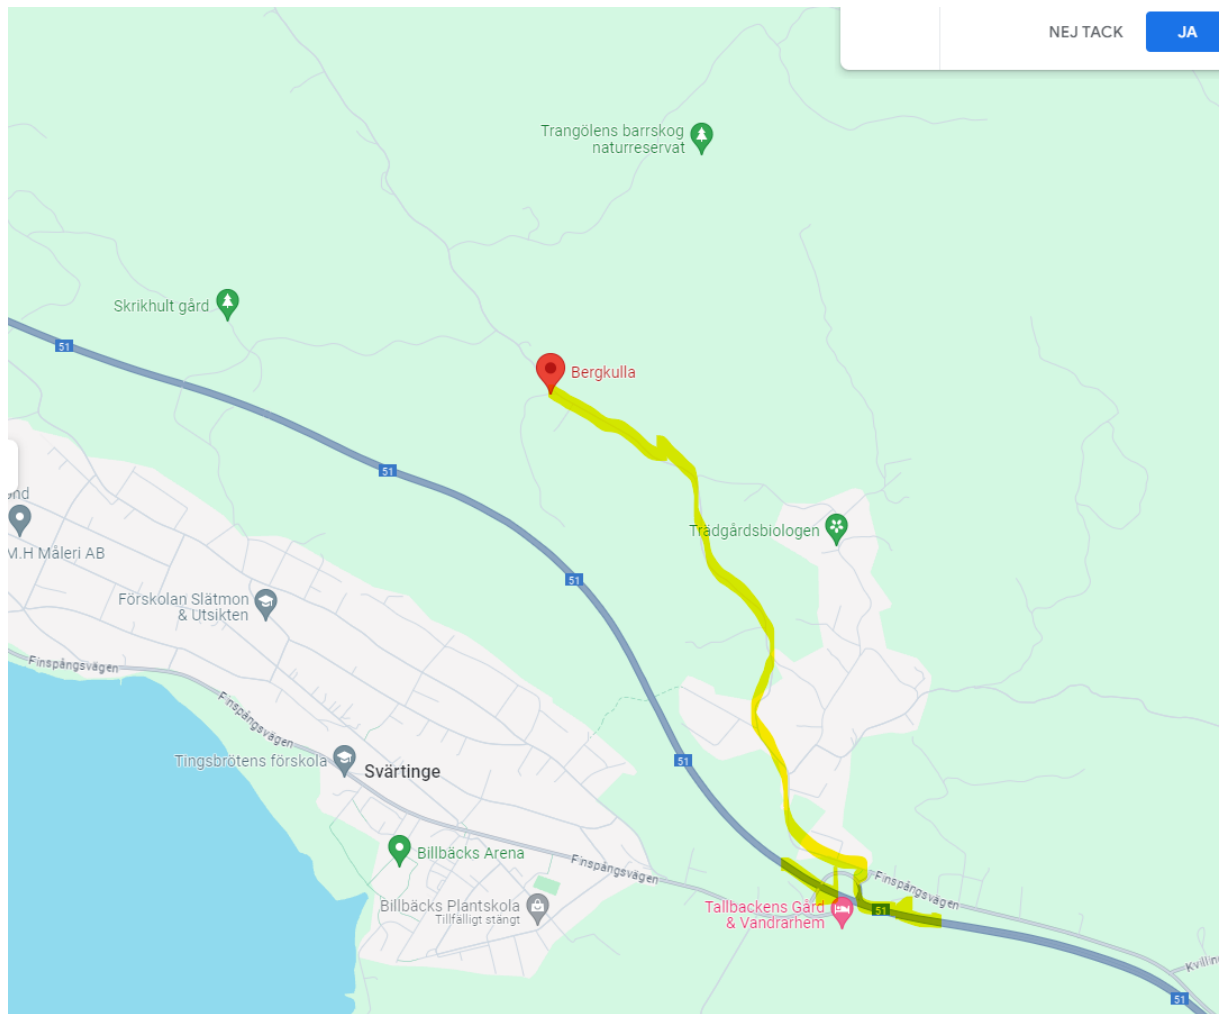 NEJ TACK
JA
Trangölens barrskog
naturreservat
Skrikhult gård
51
Bergkulla
51
Trädgårdsbiologen
M.H Måleri AB
51
Förskolan Slätmon
& Utsikten
Finspångsvägen
Finspångsvägen
Tingsbrötens förskola
Svärtinge
51
Billbäcks Arena
Finspångsvägen
Finspångsvägen
Billbäcks Plantskola
Tillfälligt stängt
Tallbackens Gård
& Vandrarhem
51
51